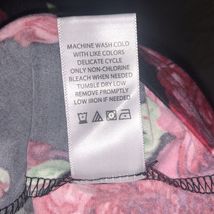 MACHINE WASH COLD
WITH LIKE COLORS
DELICATE CYCLE
ONLY NON-CHLORINE
BLEACH WHEN NEEDED
TUMBLE DRY LOW
REMOVE PROMPTLY
LOW IRON IF NEEDED